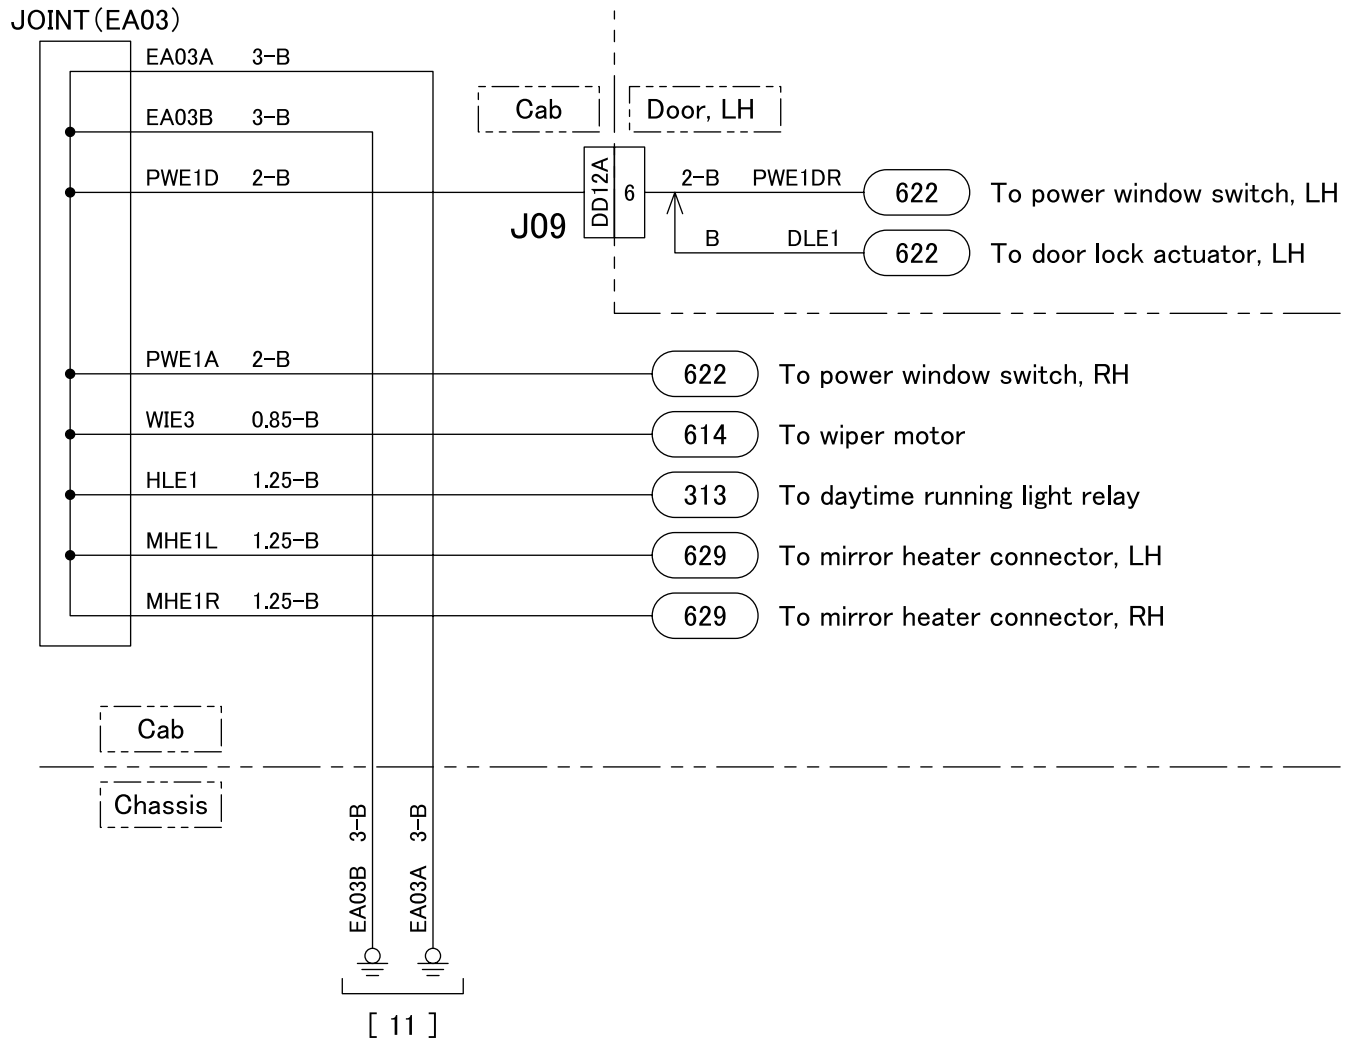 JOINT(EA03)
EA03A 3-B
EA03B 3-B
Cab Door, LH
PWE1D 2-B
DD12A 6
2-B PWE1DR 622 To power window switch, LH
J09
B DLE1 622 To door lock actuator, LH
PWE1A 2-B 622 To power window switch, RH
WIE3 0.85-B 614 To wiper motor
HLE1 1.25-B 313 To daytime running light relay
MHE1L 1.25-B 629 To mirror heater connector, LH
MHE1R 1.25-B 629 To mirror heater connector, RH
Cab
Chassis
EA03B 3-B
EA03A 3-B
[ 11 ]